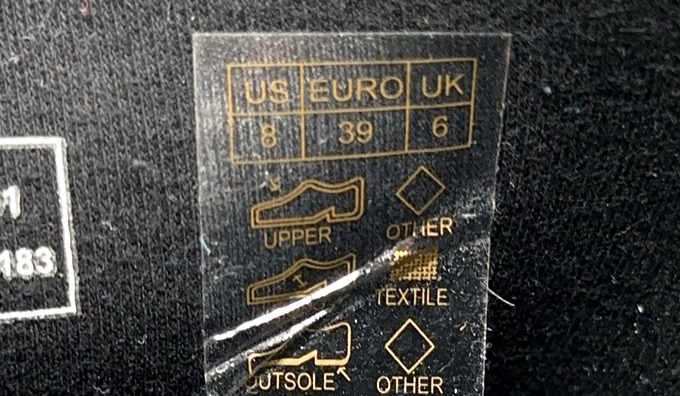 US EURO UK
8 39 6
UPPER OTHER
TEXTILE
OUTSOLE OTHER
183